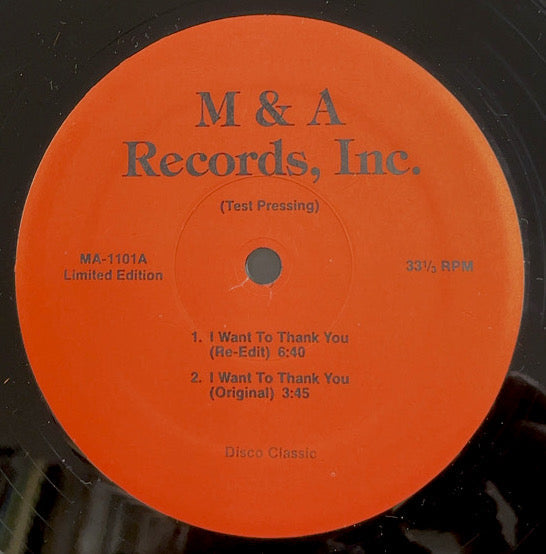 M & A
Records, Inc.
(Test Pressing)
MA-1101A
Limited Edition
33⅓ RPM
1. I Want To Thank You
(Re-Edit) 6:40
2. I Want To Thank You
(Original) 3:45
Disco Classic